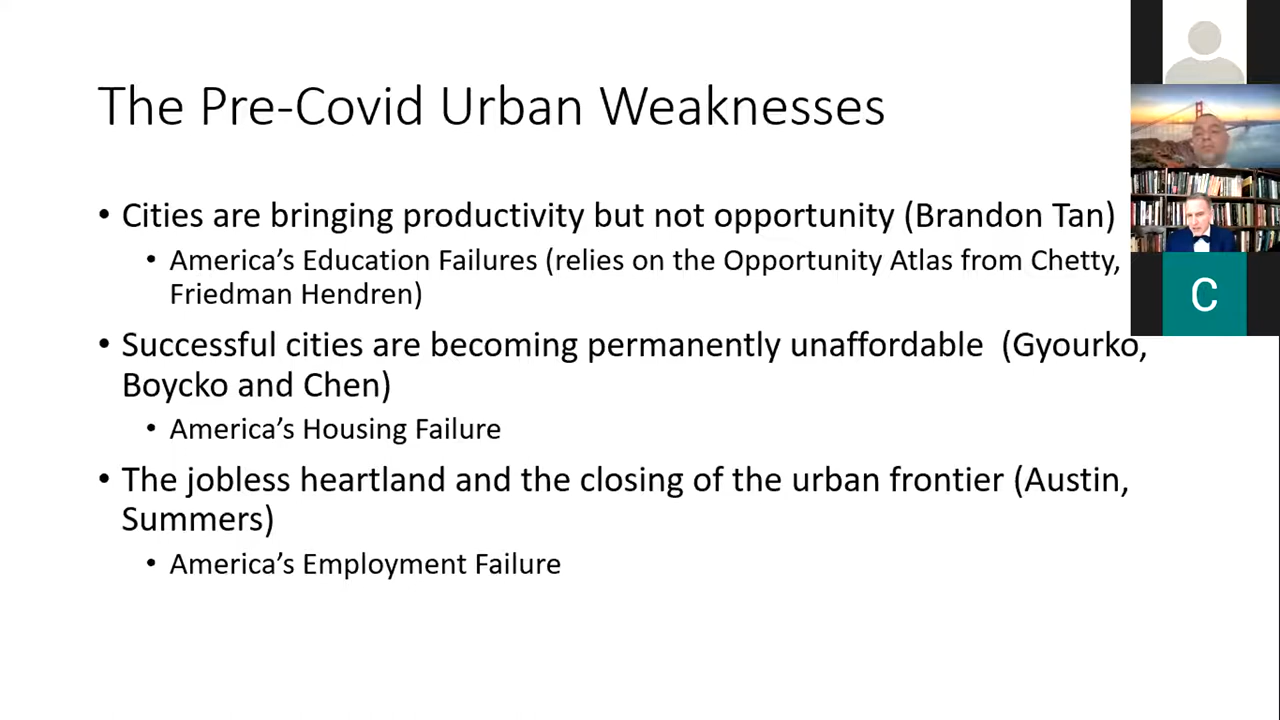 The Pre-Covid Urban Weaknesses
• Cities are bringing productivity but not opportunity (Brandon Tan)
• America’s Education Failures (relies on the Opportunity Atlas from Chetty,
Friedman Hendren)
• Successful cities are becoming permanently unaffordable  (Gyourko,
Boycko and Chen)
• America’s Housing Failure
• The jobless heartland and the closing of the urban frontier (Austin,
Summers)
• America’s Employment Failure
C